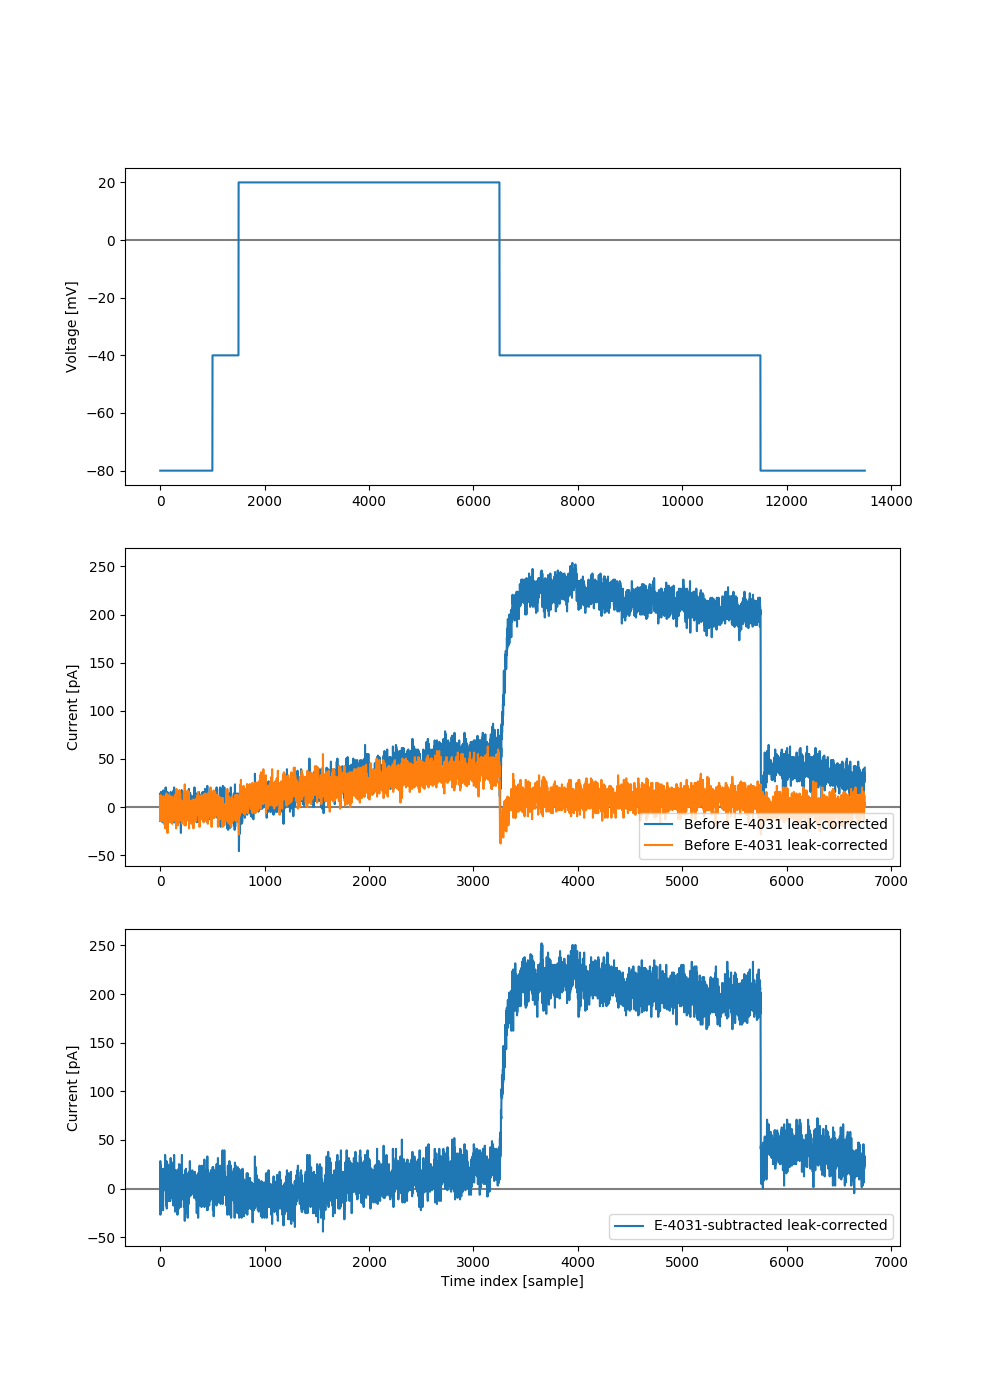 20
0
−20
−40
−60
−80
Voltage [mV]
0 2000 4000 6000 8000 10000 12000 14000
250
200
150
100
50
0
−50
Current [pA]
Before E-4031 leak-corrected
Before E-4031 leak-corrected
0 1000 2000 3000 4000 5000 6000 7000
250
200
150
100
50
0
−50
Current [pA]
E-4031-subtracted leak-corrected
0 1000 2000 3000 4000 5000 6000 7000
Time index [sample]